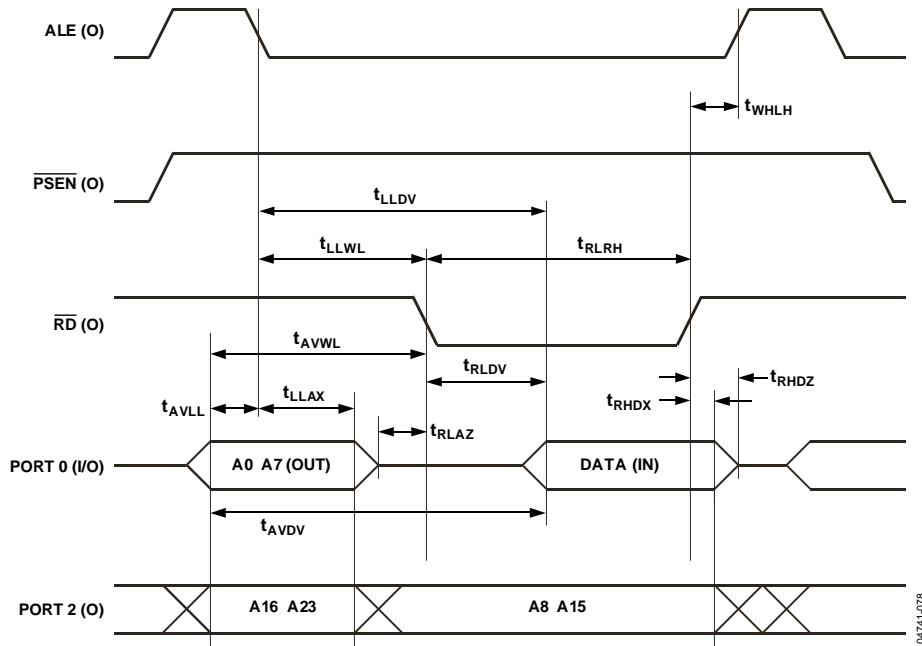 ALE (O)
tWHLH
PSEN (O)
tLLDV
tLLWL
tRLRH
RD (O)
tAVWL
tRLDV
tRHDZ
tAVLL
tLLAX
tRHDX
tRLAZ
PORT 0 (I/O)
A0 A7 (OUT)
DATA (IN)
tAVDV
PORT 2 (O)
A16 A23
A8 A15
04741-078